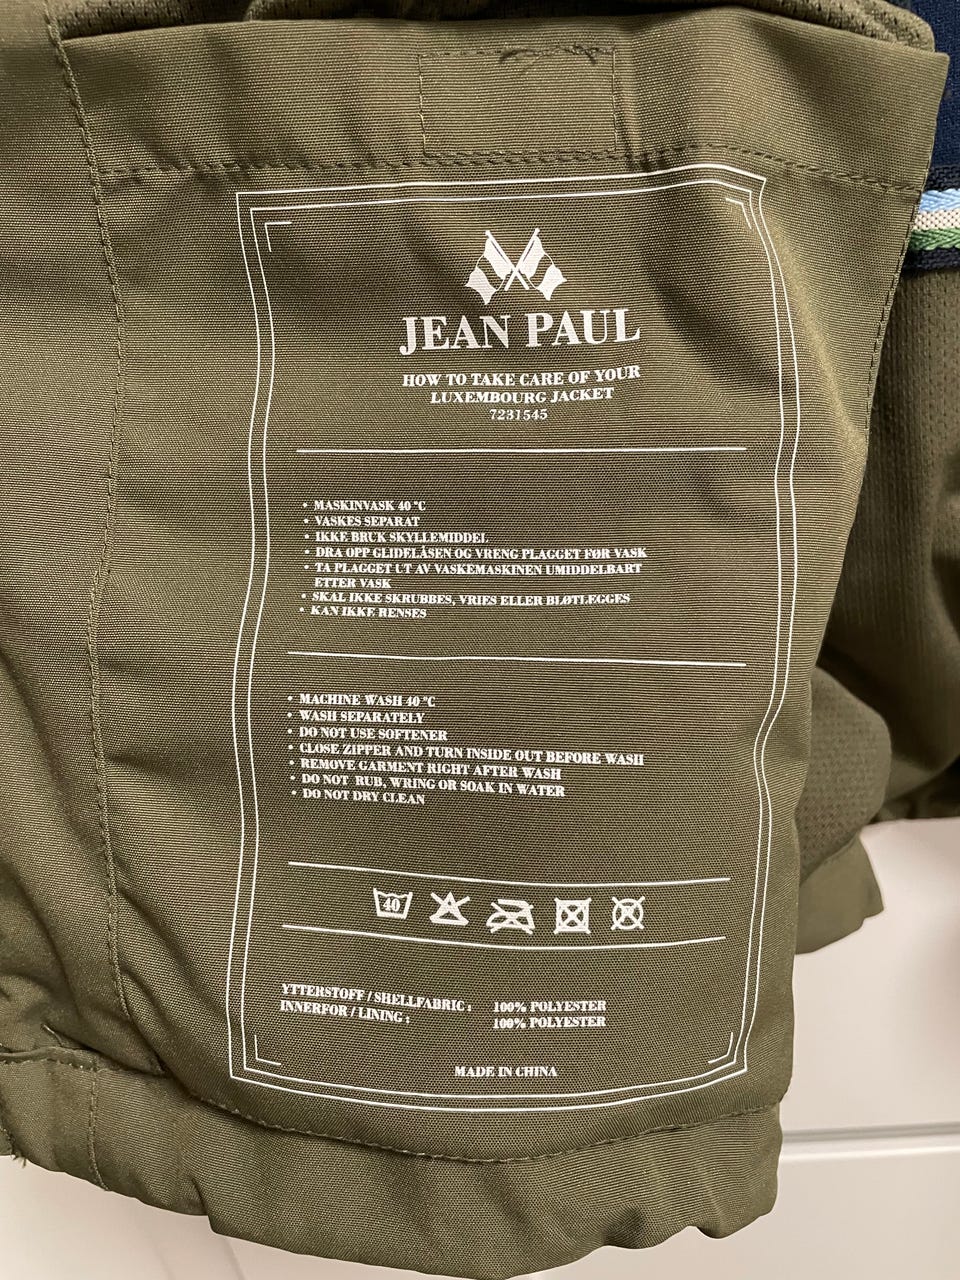 JEAN PAUL
HOW TO TAKE CARE OF YOUR
LUXEMBOURG JACKET
7231545
• MASKINVASK 40 °C
• VASKES SEPARAT
• IKKE BRUK SKYLLEMIDDEL
• DRA OPP GLIDELÅSEN OG VRENG PLAGGET FØR VASK
• TA PLAGGET UT AV VASKEMASKINEN UMIDDELBART
ETTER VASK
• SKAL IKKE SKRUBBES, VRIES ELLER BLØTLEGGES
• KAN IKKE RENSES
• MACHINE WASH 40 °C
• WASH SEPARATELY
• DO NOT USE SOFTENER
• CLOSE ZIPPER AND TURN INSIDE OUT BEFORE WASH
• REMOVE GARMENT RIGHT AFTER WASH
• DO NOT RUB, WRING OR SOAK IN WATER
• DO NOT DRY CLEAN
40
YTTERSTOFF / SHELLFABRIC : 100% POLYESTER
INNERFOR / LINING : 100% POLYESTER
MADE IN CHINA